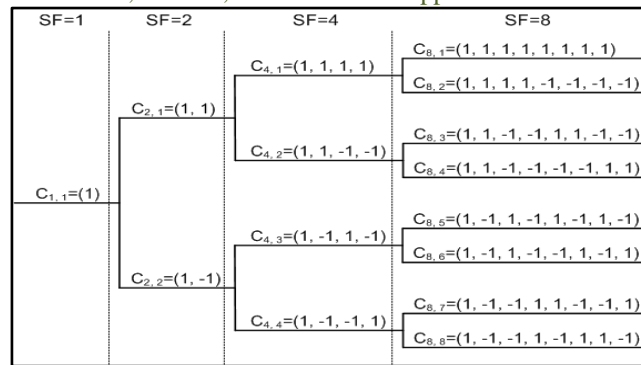 SF=1 SF=2 SF=4 SF=8
C8, 1=(1, 1, 1, 1, 1, 1, 1, 1)
C4, 1=(1, 1, 1, 1)
C8, 2=(1, 1, 1, 1, -1, -1, -1, -1)
C2, 1=(1, 1)
C8, 3=(1, 1, -1, -1, 1, 1, -1, -1)
C4, 2=(1, 1, -1, -1)
C8, 4=(1, 1, -1, -1, -1, -1, 1, 1)
C1, 1=(1)
C8, 5=(1, -1, 1, -1, 1, -1, 1, -1)
C4, 3=(1, -1, 1, -1)
C8, 6=(1, -1, 1, -1, -1, 1, -1, 1)
C2, 2=(1, -1)
C8, 7=(1, -1, -1, 1, 1, -1, -1, 1)
C4, 4=(1, -1, -1, 1)
C8, 8=(1, -1, -1, 1, -1, 1, 1, -1)